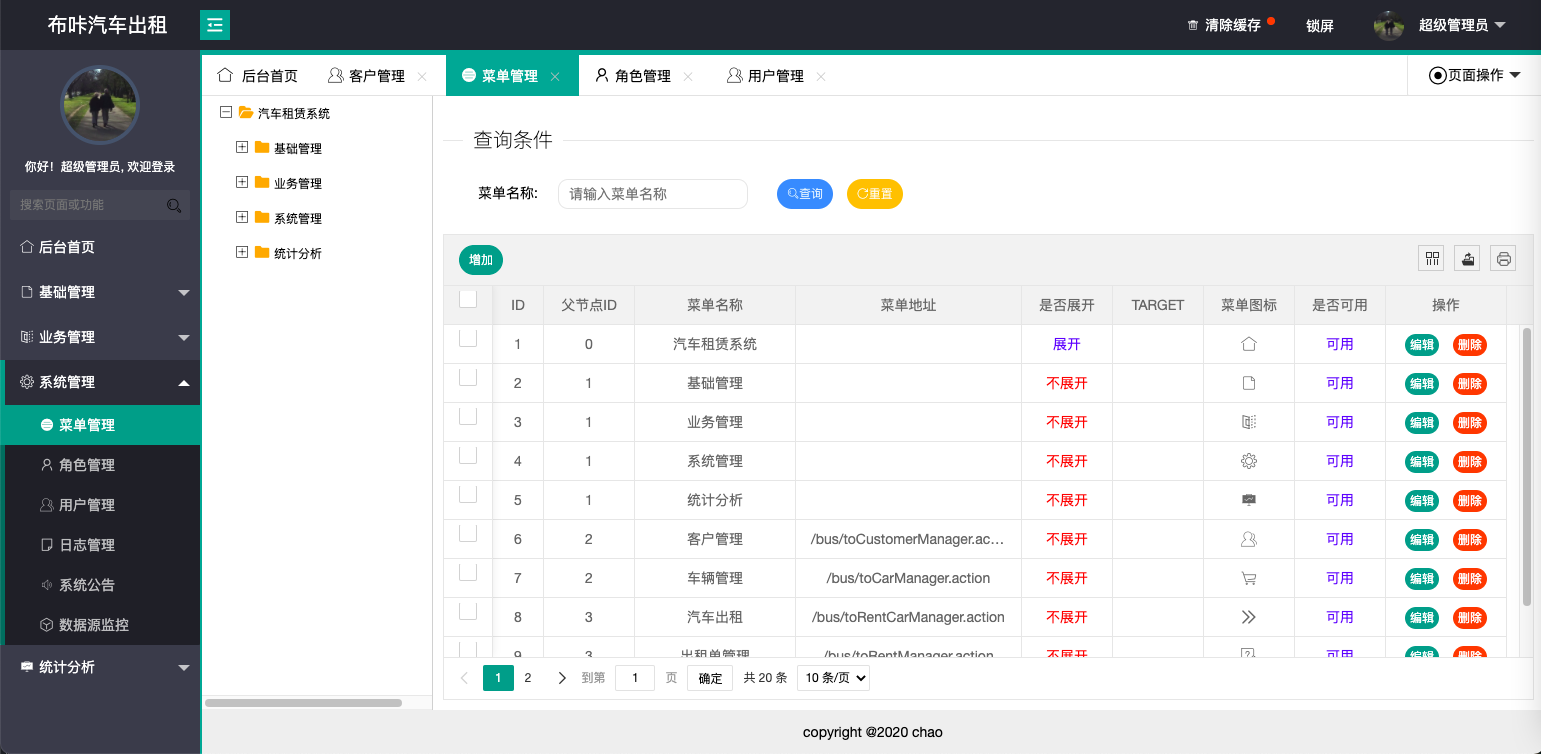 布咔汽车出租 清除缓存 锁屏 超级管理员
后台首页 客户管理 菜单管理 角色管理 用户管理 页面操作
你好！超级管理员, 欢迎登录
搜索页面或功能
后台首页
基础管理
业务管理
系统管理
菜单管理
角色管理
用户管理
日志管理
系统公告
数据源监控
统计分析
汽车租赁系统
基础管理
业务管理
系统管理
统计分析
查询条件
菜单名称: 请输入菜单名称 查询 重置
增加
ID 父节点ID 菜单名称 菜单地址 是否展开 TARGET 菜单图标 是否可用 操作
1 0 汽车租赁系统 展开 可用 编辑 删除
2 1 基础管理 不展开 可用 编辑 删除
3 1 业务管理 不展开 可用 编辑 删除
4 1 系统管理 不展开 可用 编辑 删除
5 1 统计分析 不展开 可用 编辑 删除
6 2 客户管理 /bus/toCustomerManager.ac... 不展开 可用 编辑 删除
7 2 车辆管理 /bus/toCarManager.action 不展开 可用 编辑 删除
8 3 汽车出租 /bus/toRentCarManager.action 不展开 可用 编辑 删除
9 3 出租单管理 /bus/toRentManager.action 不展开 可用 编辑 删除
1 2 到第 1 页 确定 共 20 条 10 条/页
copyright @2020 chao